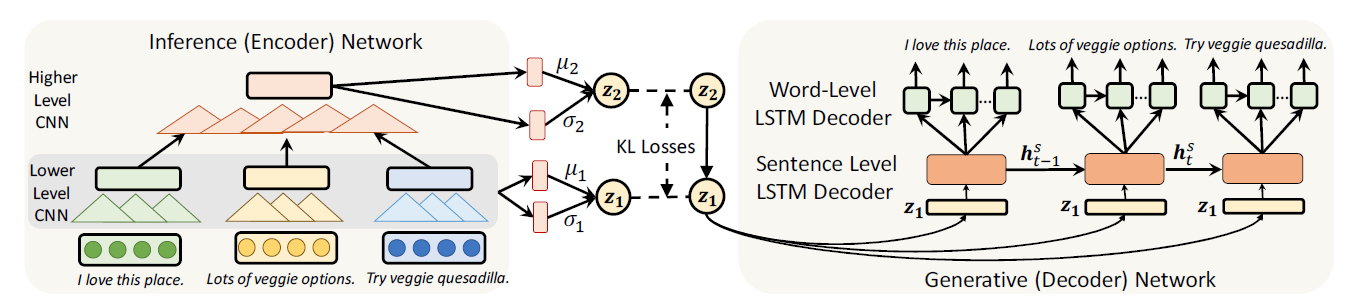 Inference (Encoder) Network
Higher
Level
CNN
Lower
Level
CNN
I love this place.
Lots of veggie options.
Try veggie quesadilla.
μ2
σ2
μ1
σ1
z2
z1
KL Losses
z2
z1
I love this place.
Lots of veggie options.
Try veggie quesadilla.
Word-Level
LSTM Decoder
...
...
...
Sentence Level
LSTM Decoder
h^s_{t-1}
h^s_t
z1
z1
z1
Generative (Decoder) Network